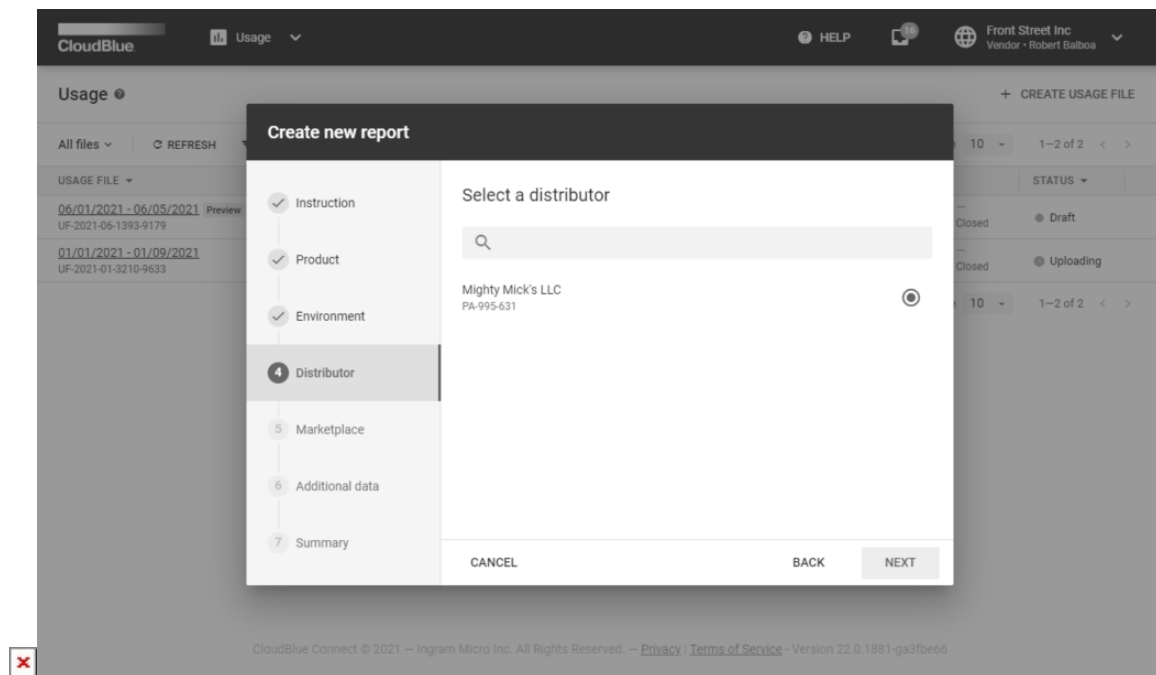 CloudBlue
Usage
HELP
16
Front Street Inc
Vendor • Robert Balboa
Usage
+ CREATE USAGE FILE
All files
REFRESH
10
1—2 of 2 < >
USAGE FILE
STATUS
06/01/2021 - 06/05/2021 Preview
UF-2021-06-1393-9179
—
Closed
Draft
01/01/2021 - 01/09/2021
UF-2021-01-3210-9633
—
Closed
Uploading
10
1—2 of 2 < >
Create new report
Instruction
Product
Environment
4 Distributor
5 Marketplace
6 Additional data
7 Summary
Select a distributor
Mighty Mick's LLC
PA-995-631
CANCEL
BACK
NEXT
CloudBlue Connect © 2021 — Ingram Micro Inc. All Rights Reserved. — Privacy | Terms of Service - Version 22.0.1881-ga3fbe66